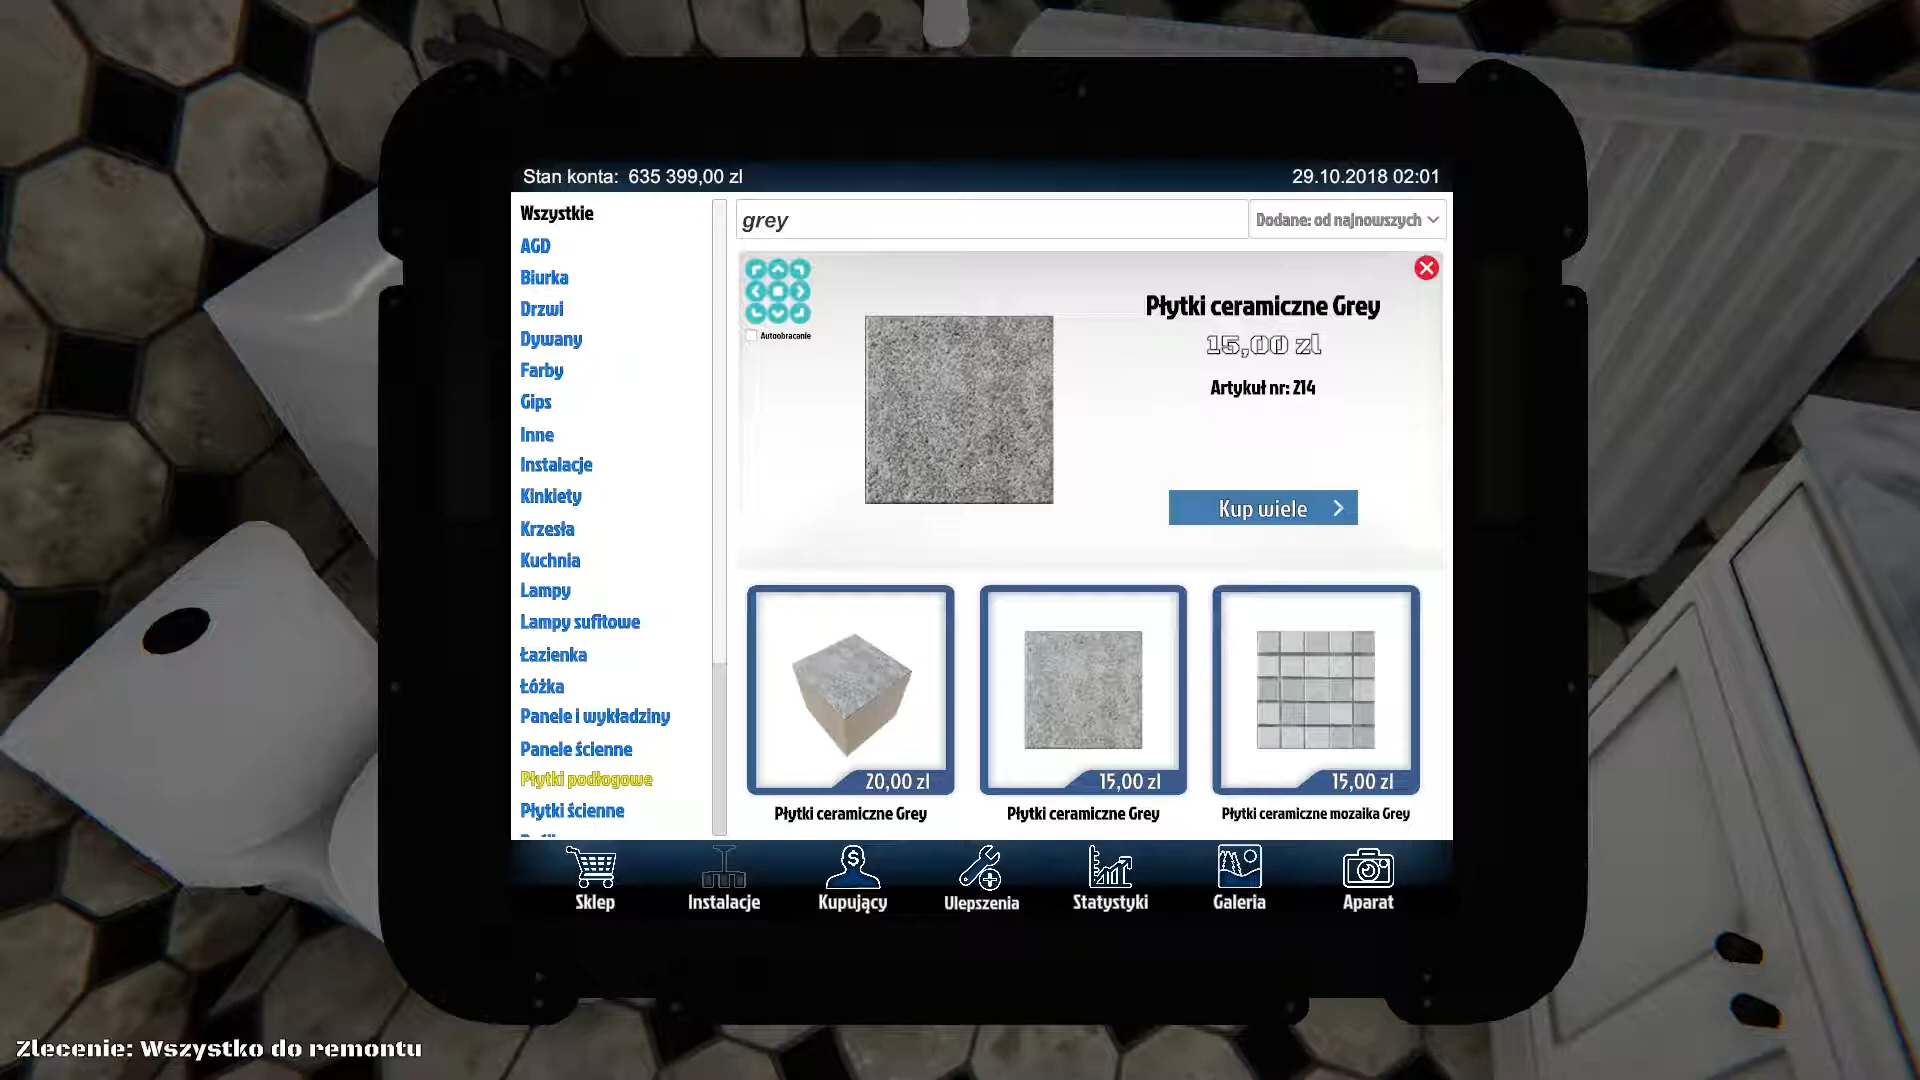 Stan konta: 635 399,00 zl
29.10.2018 02:01
Wszystkie
AGD
Biurka
Drzwi
Dywany
Farby
Gips
Inne
Instalacje
Kinkiety
Krzesła
Kuchnia
Lampy
Lampy sufitowe
Łazienka
Łóżka
Panele i wykładziny
Panele ścienne
Płytki podłogowe
Płytki ścienne
grey
Dodane: od najnowszych
Autoobracanie
Płytki ceramiczne Grey
15,00 zl
Artykuł nr: 214
Kup wiele
20,00 zl
Płytki ceramiczne Grey
15,00 zl
Płytki ceramiczne Grey
15,00 zl
Płytki ceramiczne mozaika Grey
Sklep
Instalacje
Kupujący
Ulepszenia
Statystyki
Galeria
Aparat
Zlecenie: Wszystko do remontu